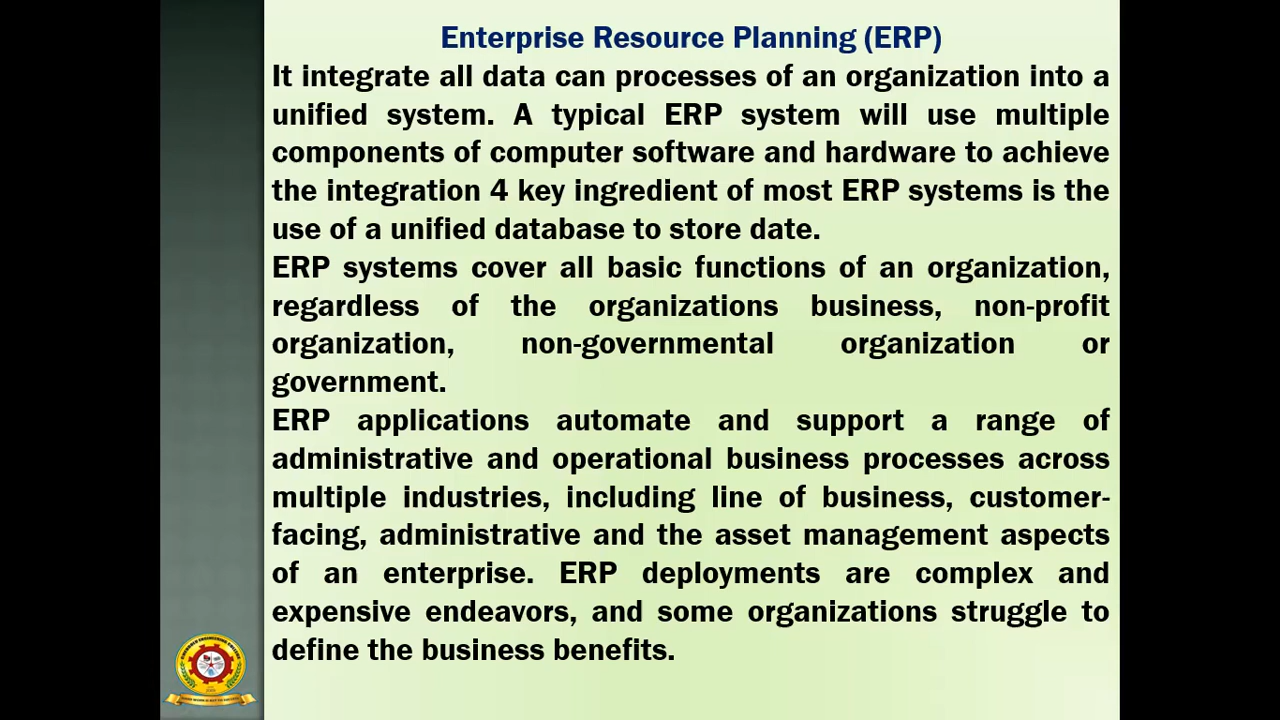 Enterprise Resource Planning (ERP)
It integrate all data can processes of an organization into a
unified system. A typical ERP system will use multiple
components of computer software and hardware to achieve
the integration 4 key ingredient of most ERP systems is the
use of a unified database to store date.
ERP systems cover all basic functions of an organization,
regardless of the organizations business, non-profit
organization, non-governmental organization or
government.
ERP applications automate and support a range of
administrative and operational business processes across
multiple industries, including line of business, customer-
facing, administrative and the asset management aspects
of an enterprise. ERP deployments are complex and
expensive endeavors, and some organizations struggle to
define the business benefits.